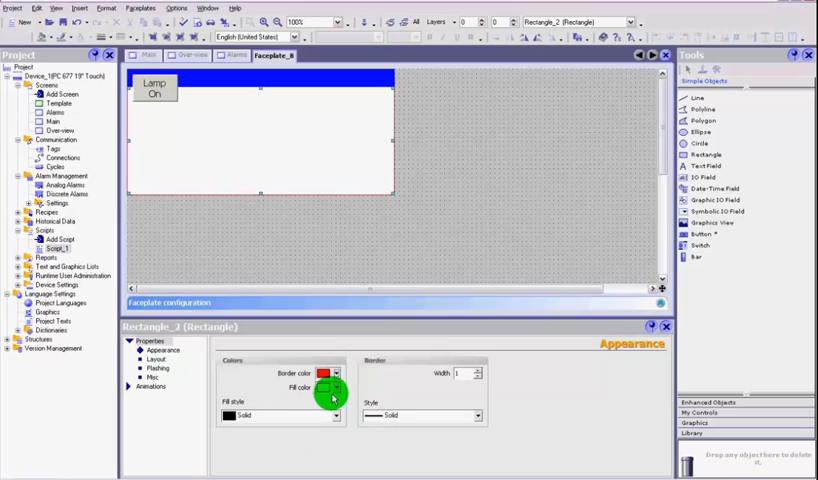 Project Edit View Insert Format Faceplates Options Window Help
New 100% Layers 0 0 Rectangle_2 (Rectangle)
English (United States)
Project
Project
Device_1(PC 677 19" Touch)
Screens
Add Screen
Template
Alarms
Main
Over-view
Communication
Tags
Connections
Cycles
Alarm Management
Analog Alarms
Discrete Alarms
Settings
Recipes
Historical Data
Scripts
Add Script
Script_1
Reports
Text and Graphics Lists
Runtime User Administration
Device Settings
Language Settings
Project Languages
Graphics
Project Texts
Dictionaries
Structures
Version Management
Main Over-view Alarms Faceplate_8
Lamp
On
Faceplate configuration
Rectangle_2 (Rectangle)
Properties
Appearance
Layout
Flashing
Misc
Animations
Appearance
Colors
Border color
Fill color
Fill style
Solid
Border
Width 1
Style
Solid
Tools
Simple Objects
Line
Polyline
Polygon
Ellipse
Circle
Rectangle
Text Field
IO Field
Date-Time Field
Graphic IO Field
Symbolic IO Field
Graphics View
Button
Switch
Bar
Enhanced Objects
My Controls
Graphics
Library
Drop any object here to delete
it.